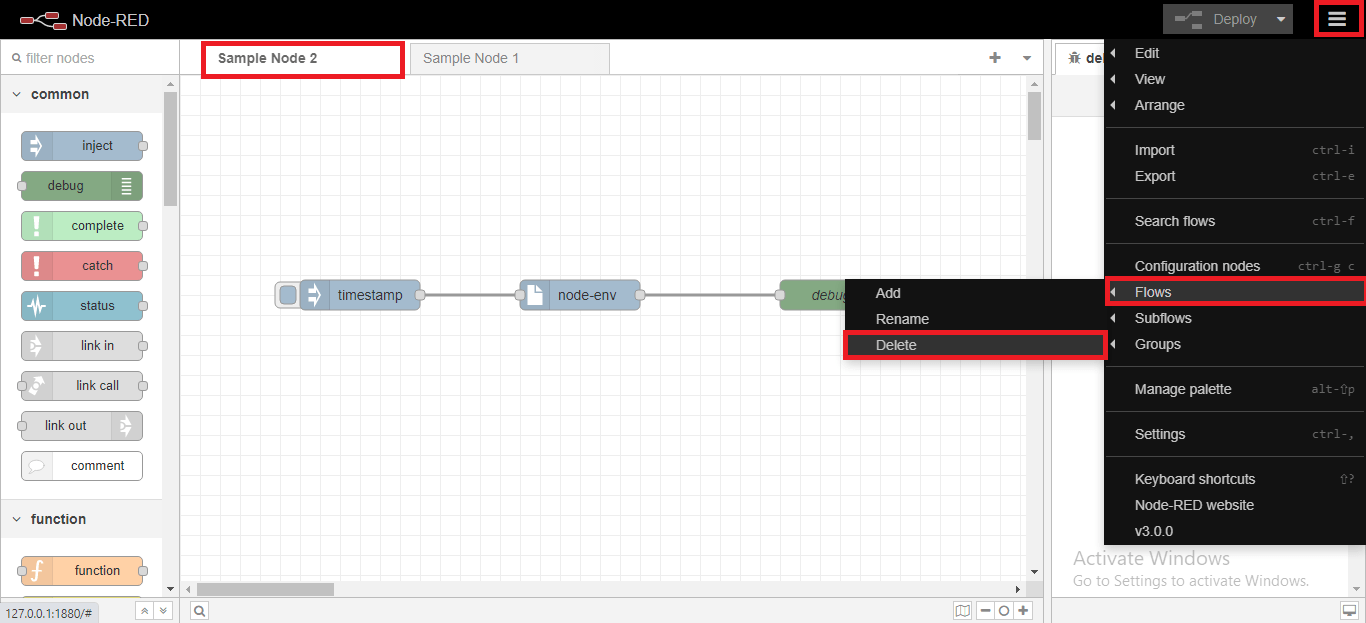 Node-RED
Deploy
filter nodes
Sample Node 2
Sample Node 1
common
inject
debug
complete
catch
status
link in
link call
link out
comment
function
function
timestamp
node-env
debug
Add
Rename
Delete
Edit
View
Arrange
Import ctrl-i
Export ctrl-e
Search flows ctrl-f
Configuration nodes ctrl-g c
Flows
Subflows
Groups
Manage palette alt-⇧p
Settings ctrl-,
Keyboard shortcuts ⇧?
Node-RED website
v3.0.0
Activate Windows
Go to Settings to activate Windows.
127.0.0.1:1880/#